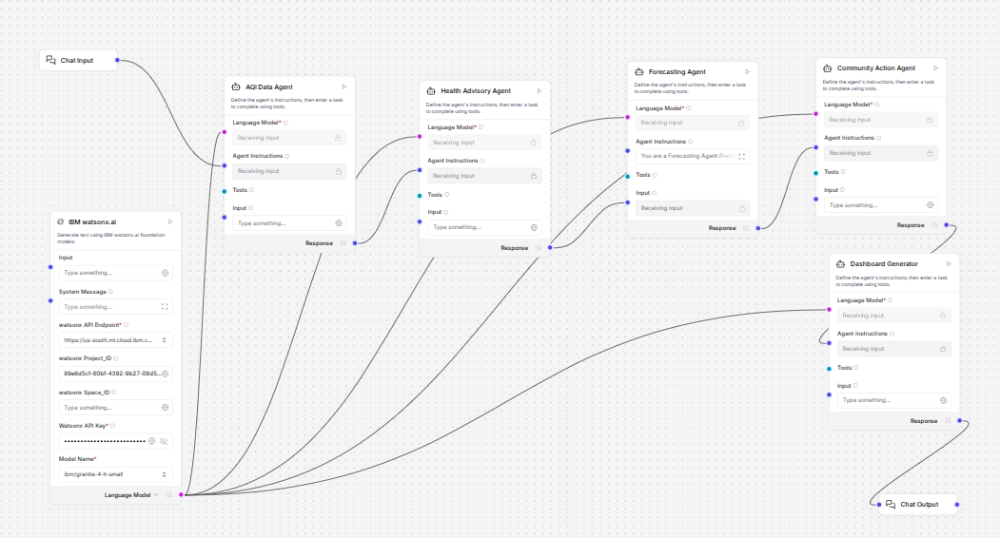 Chat Input
IBM watsonx.ai
Generate text using IBM watsonx.ai foundation
models.
Input
Type something...
System Message
Type something...
watsonx API Endpoint*
https://us-south.ml.cloud.ibm.c...
watsonx Project_ID
99e8d5cf-80bf-4392-9b27-09d5...
watsonx Space_ID
Type something...
Watsonx API Key*
••••••••••••••••••••••••••
Model Name*
ibm/granite-4-h-small
Language Model
AQI Data Agent
Define the agent's instructions, then enter a task
to complete using tools.
Language Model*
Receiving input
Agent Instructions
Receiving input
Tools
Input
Type something...
Response
Health Advisory Agent
Define the agent's instructions, then enter a task
to complete using tools.
Language Model*
Receiving input
Agent Instructions
Receiving input
Tools
Input
Type something...
Response
Forecasting Agent
Define the agent's instructions, then enter a task
to complete using tools.
Language Model*
Receiving input
Agent Instructions
You are a Forecasting Agent.
Tools
Input
Receiving input
Response
Community Action Agent
Define the agent's instructions, then enter a task
to complete using tools.
Language Model*
Receiving input
Agent Instructions
Receiving input
Tools
Input
Type something...
Response
Dashboard Generator
Define the agent's instructions, then enter a task
to complete using tools.
Language Model*
Receiving input
Agent Instructions
Receiving input
Tools
Input
Type something...
Response
Chat Output